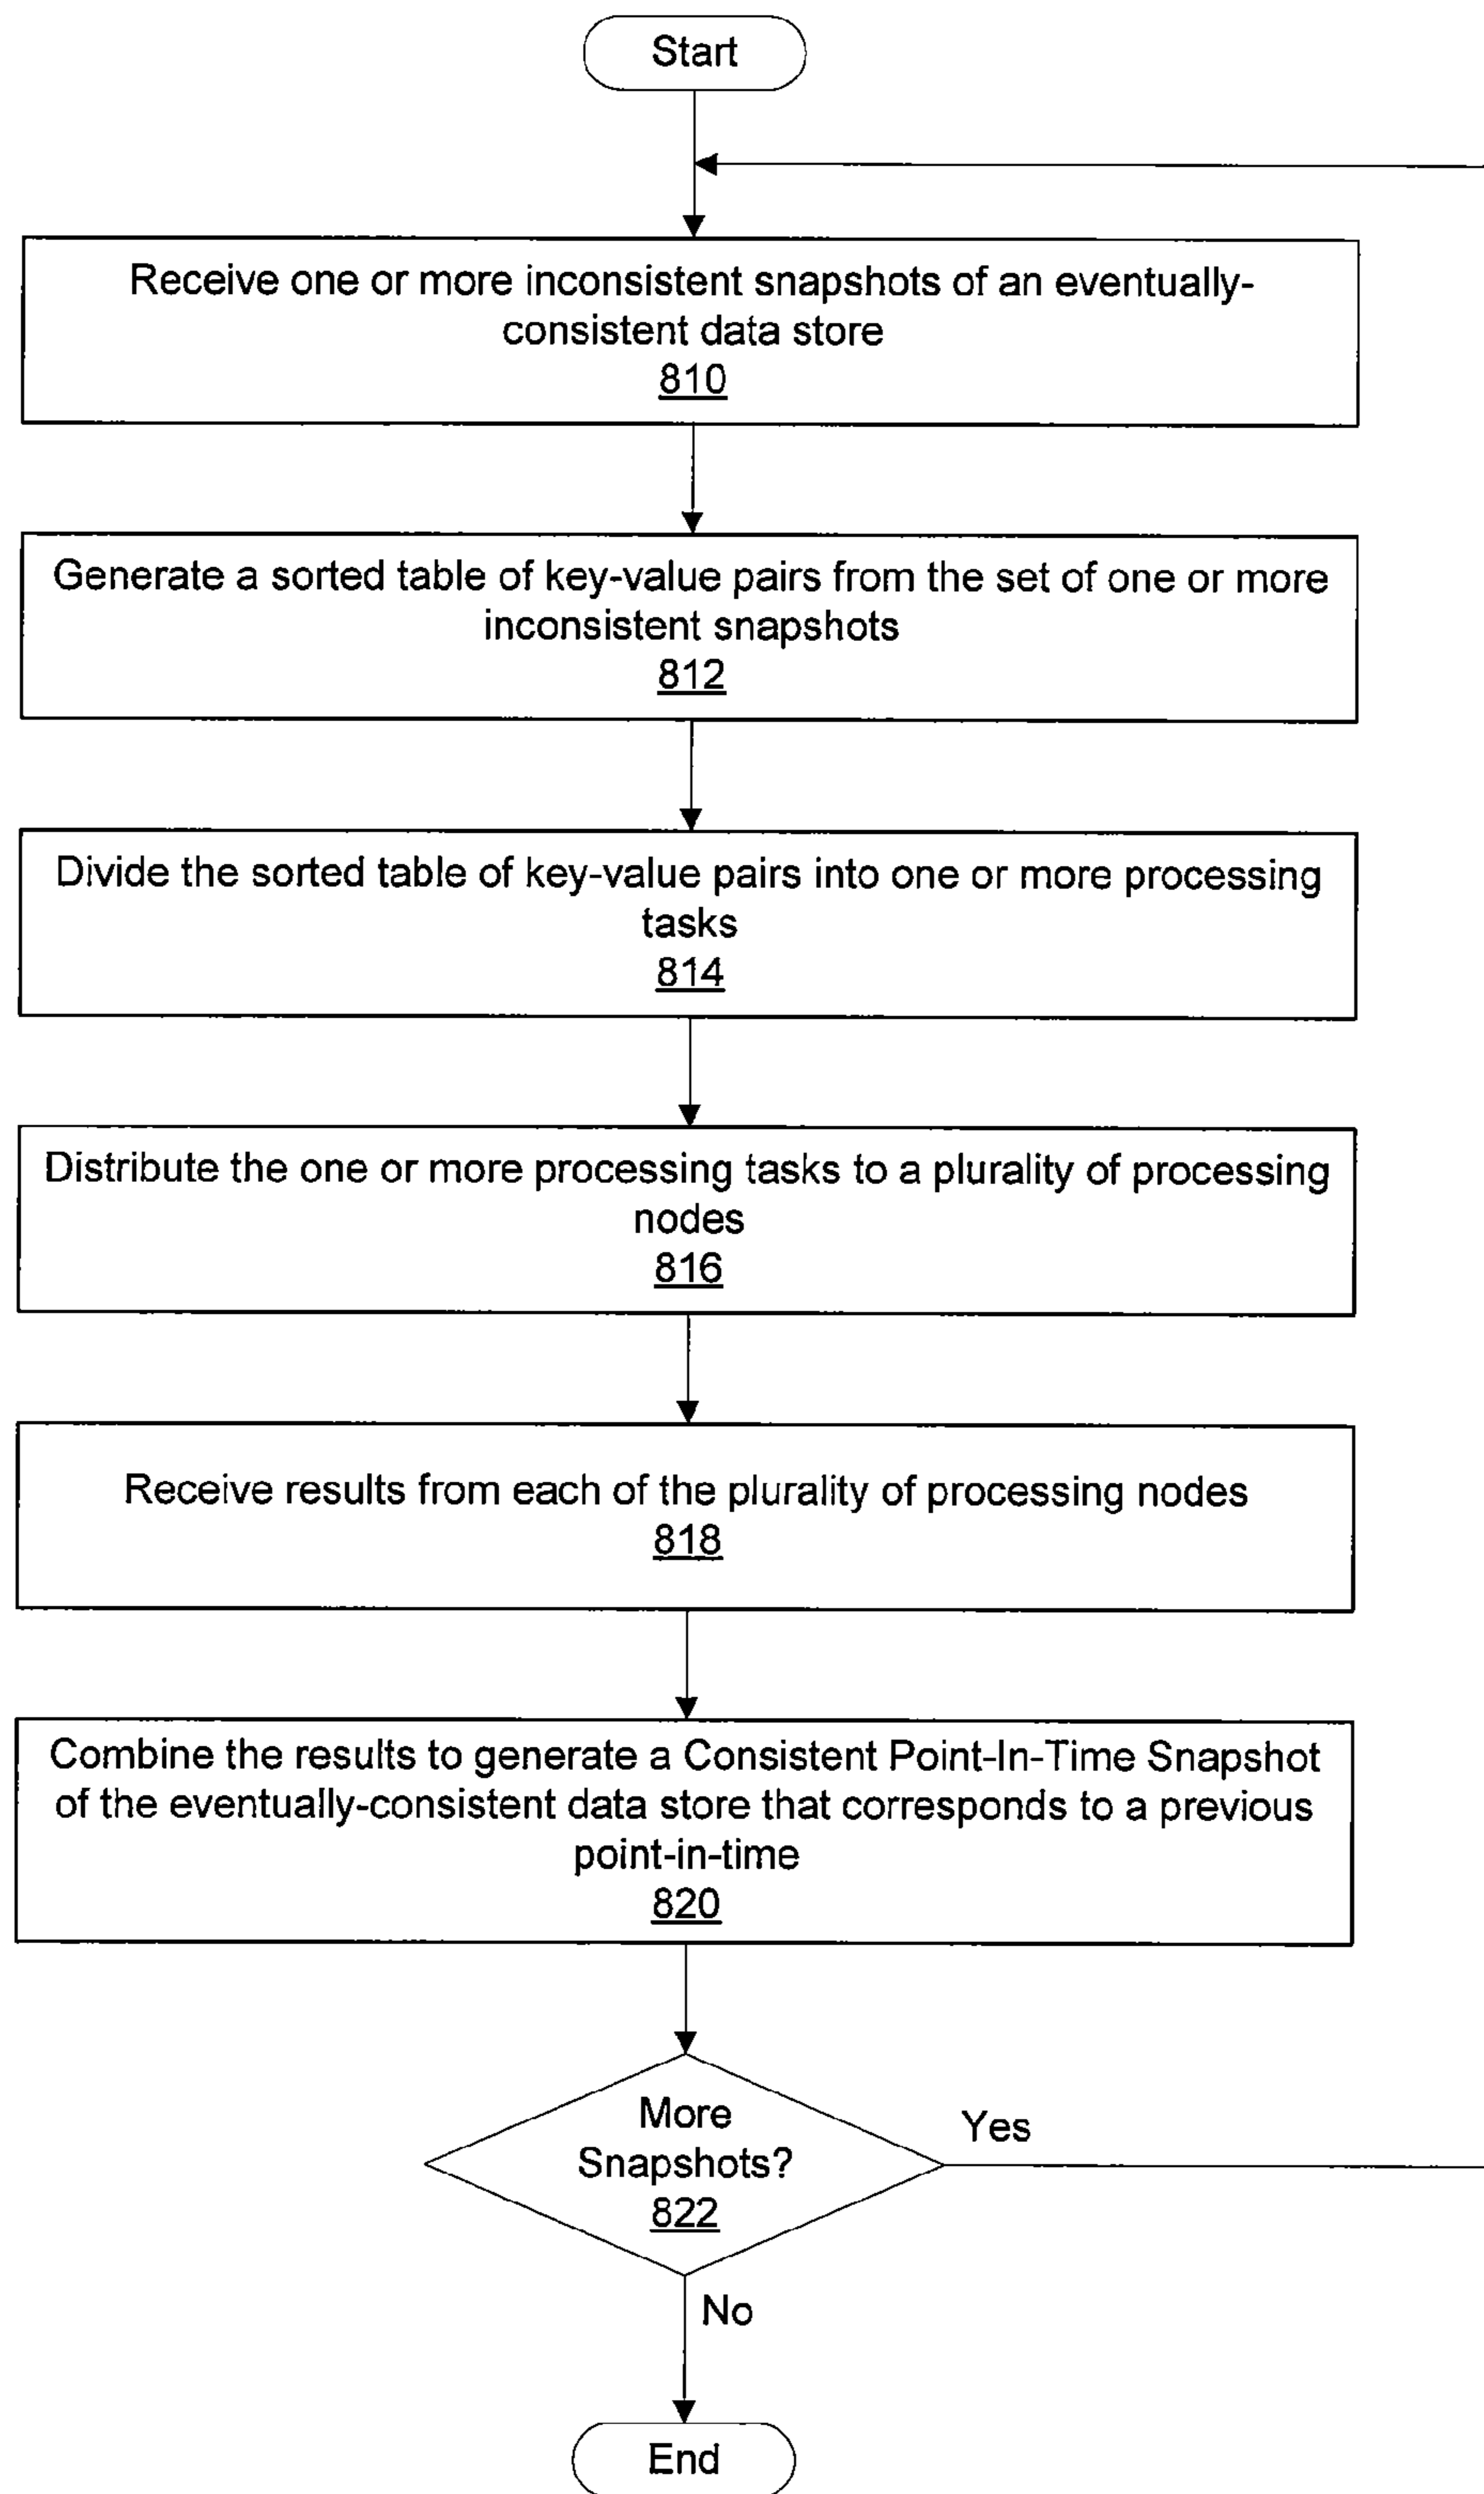 Start
Receive one or more inconsistent snapshots of an eventually-
consistent data store
810
Generate a sorted table of key-value pairs from the set of one or more
inconsistent snapshots
812
Divide the sorted table of key-value pairs into one or more processing
tasks
814
Distribute the one or more processing tasks to a plurality of processing
nodes
816
Receive results from each of the plurality of processing nodes
818
Combine the results to generate a Consistent Point-In-Time Snapshot
of the eventually-consistent data store that corresponds to a previous
point-in-time
820
More
Snapshots?
822
Yes
No
End